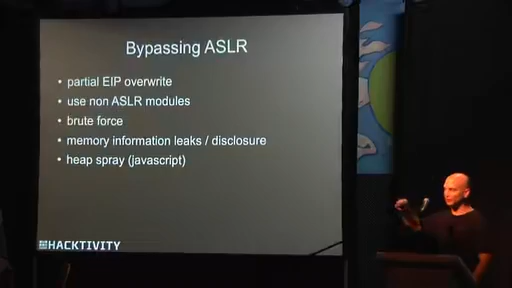 Bypassing ASLR
• partial EIP overwrite
• use non ASLR modules
• brute force
• memory information leaks / disclosure
• heap spray (javascript)
HACKTIVITY